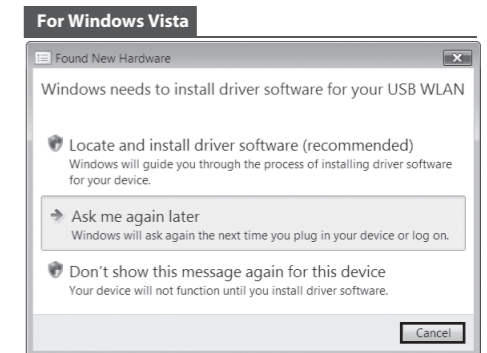 For Windows Vista
Found New Hardware
Windows needs to install driver software for your USB WLAN
Locate and install driver software (recommended)
Windows will guide you through the process of installing driver software
for your device.
Ask me again later
Windows will ask again the next time you plug in your device or log on.
Don't show this message again for this device
Your device will not function until you install driver software.
Cancel